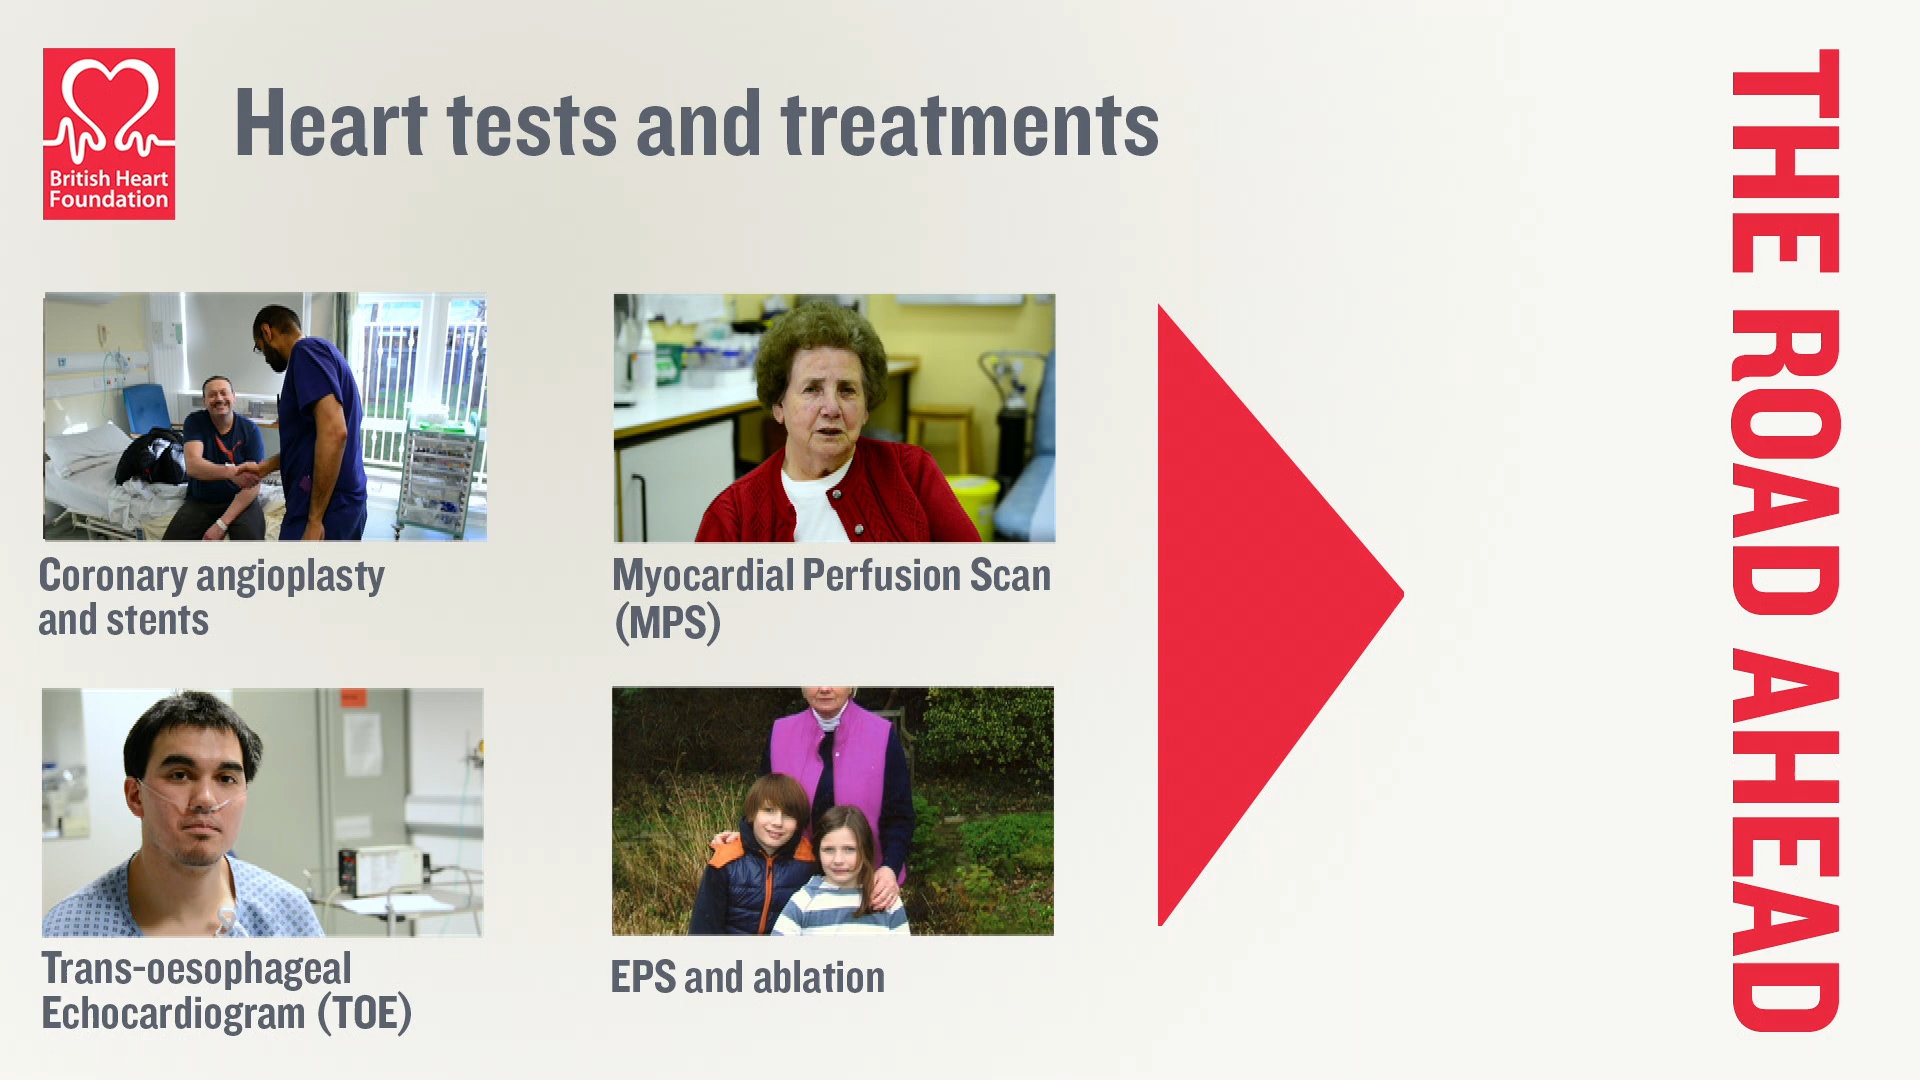 British Heart
Foundation
Heart tests and treatments
Coronary angioplasty
and stents
Myocardial Perfusion Scan
(MPS)
Trans-oesophageal
Echocardiogram (TOE)
EPS and ablation
THE ROAD AHEAD